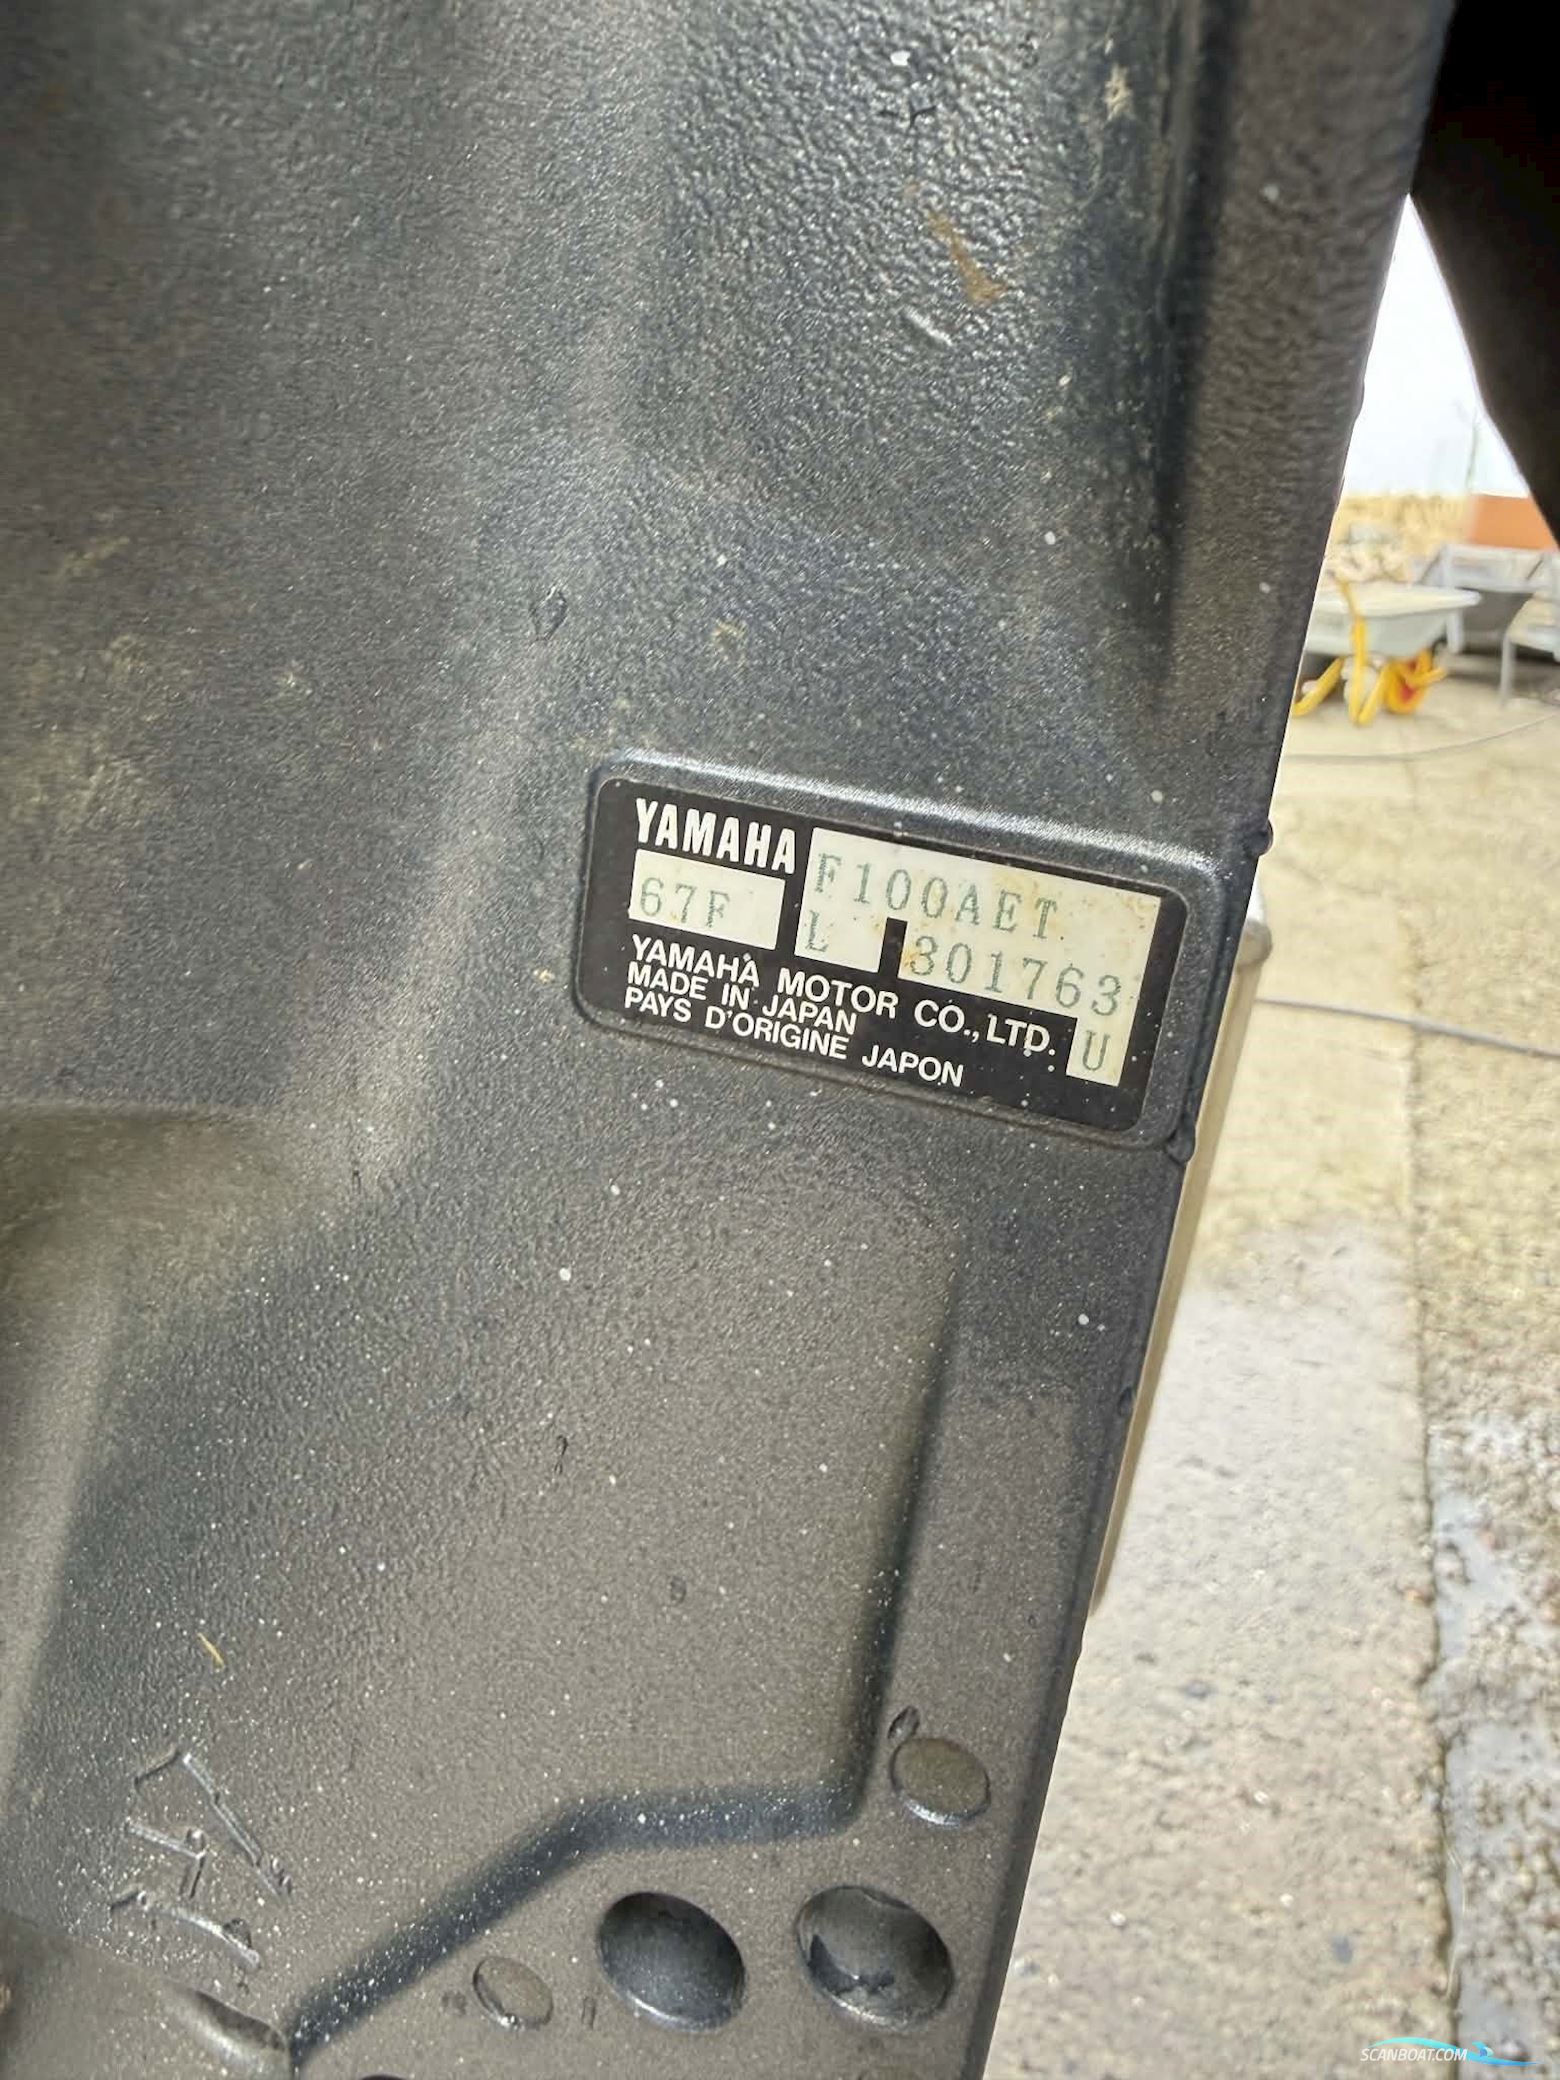 YAMAHA
F100AET
67F
L 301763
YAMAHA MOTOR CO., LTD.
MADE IN JAPAN
U
PAYS D'ORIGINE JAPON
SCANBOAT.COM